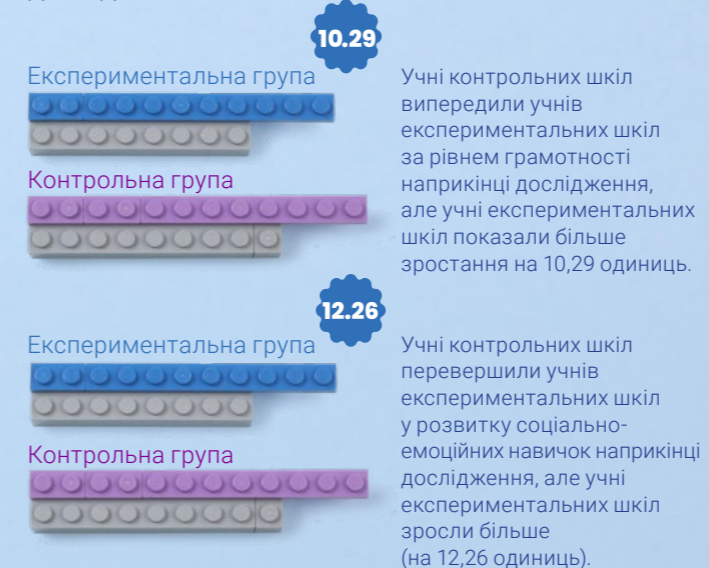 10.29
Експериментальна група
Контрольна група
Учні контрольних шкіл
випередили учнів
експериментальних шкіл
за рівнем грамотності
наприкінці дослідження,
але учні експериментальних
шкіл показали більше
зростання на 10,29 одиниць.
12.26
Експериментальна група
Контрольна група
Учні контрольних шкіл
перевершили учнів
експериментальних шкіл
у розвитку соціально-
емоційних навичок наприкінці
дослідження, але учні
експериментальних шкіл
зросли більше
(на 12,26 одиниць).